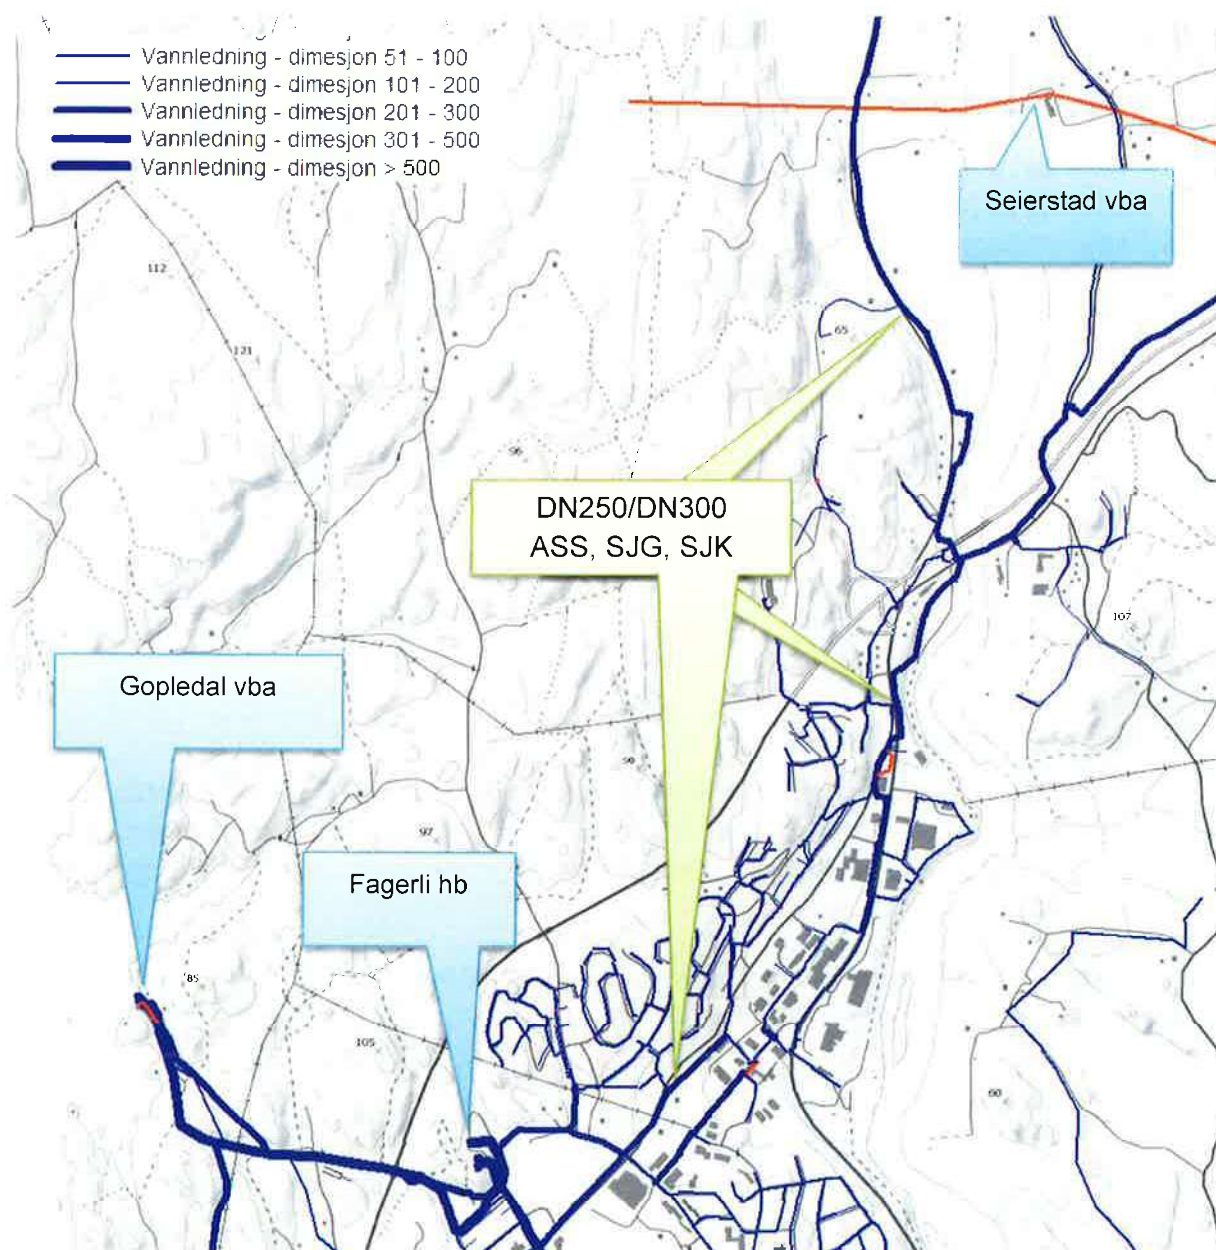 Vannledning - dimesjon 51 - 100
Vannledning - dimesjon 101 - 200
Vannledning - dimesjon 201 - 300
Vannledning - dimesjon 301 - 500
Vannledning - dimesjon > 500
Seierstad vba
112
65
121
96
DN250/DN300
ASS, SJG, SJK
107
Gopledal vba
97
Fagerli hb
85
105